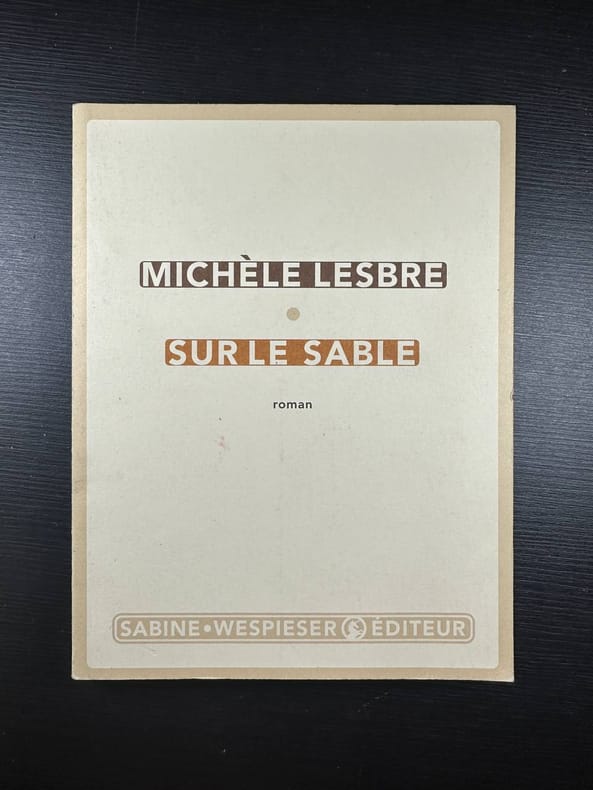 MICHÈLE LESBRE
SUR LE SABLE
roman
SABINE•WESPIESER ÉDITEUR